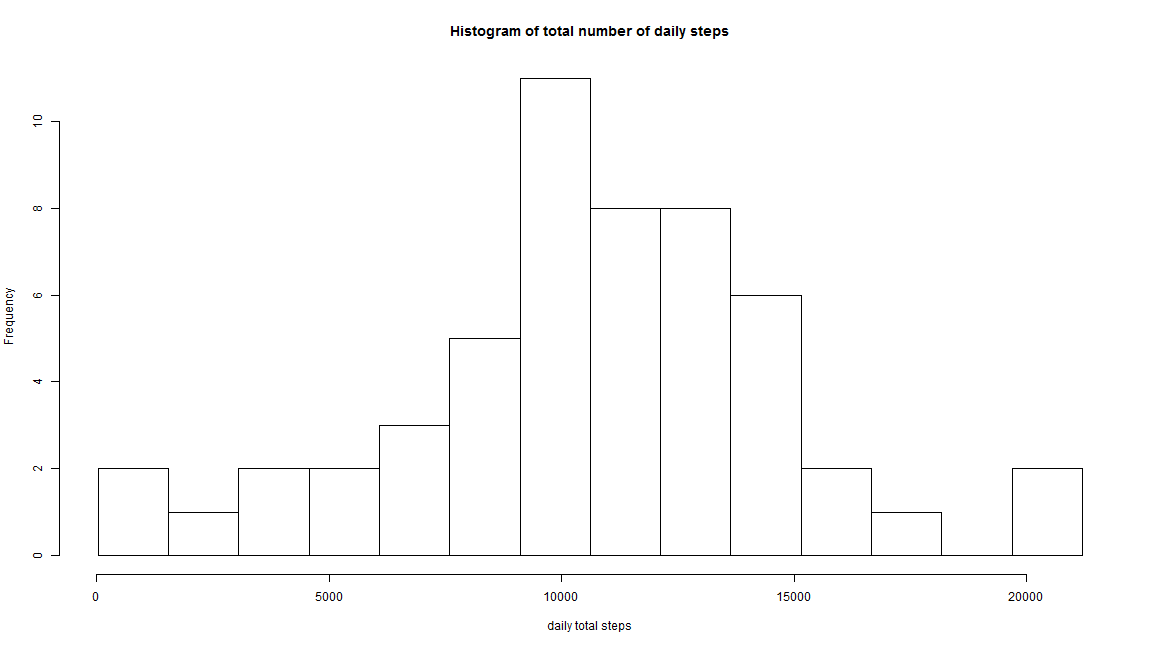 Histogram of total number of daily steps
Frequency
10
8
6
4
2
0
0 5000 10000 15000 20000
daily total steps